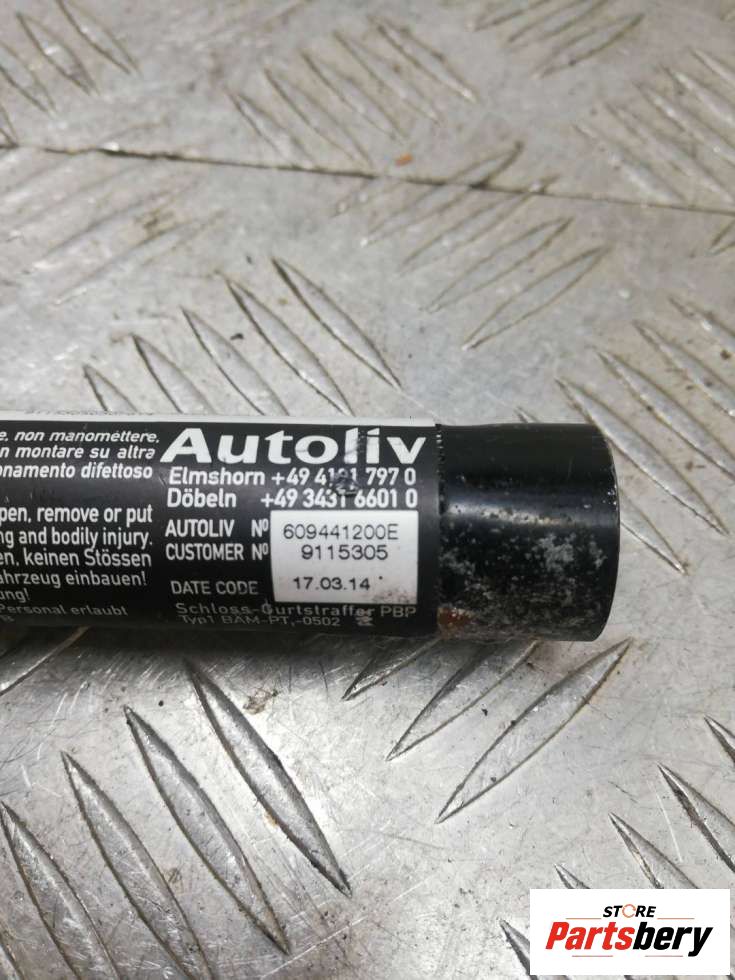 e, non manomettere,
n montare su altra
onamento difettoso
Autoliv
Elmshorn +49 4121 797 0
Döbeln +49 3431 6601 0
pen, remove or put
ng and bodily injury.
en, keinen Stössen
ahrzeug einbauen!
ung!
Personal erlaubt
B
AUTOLIV Nº 609441200E
CUSTOMER Nº 9115305
DATE CODE 17.03.14
Schloss-Gurtstraffer PBP
Typ1 BAM-PT,-0502
STORE
Partsbery